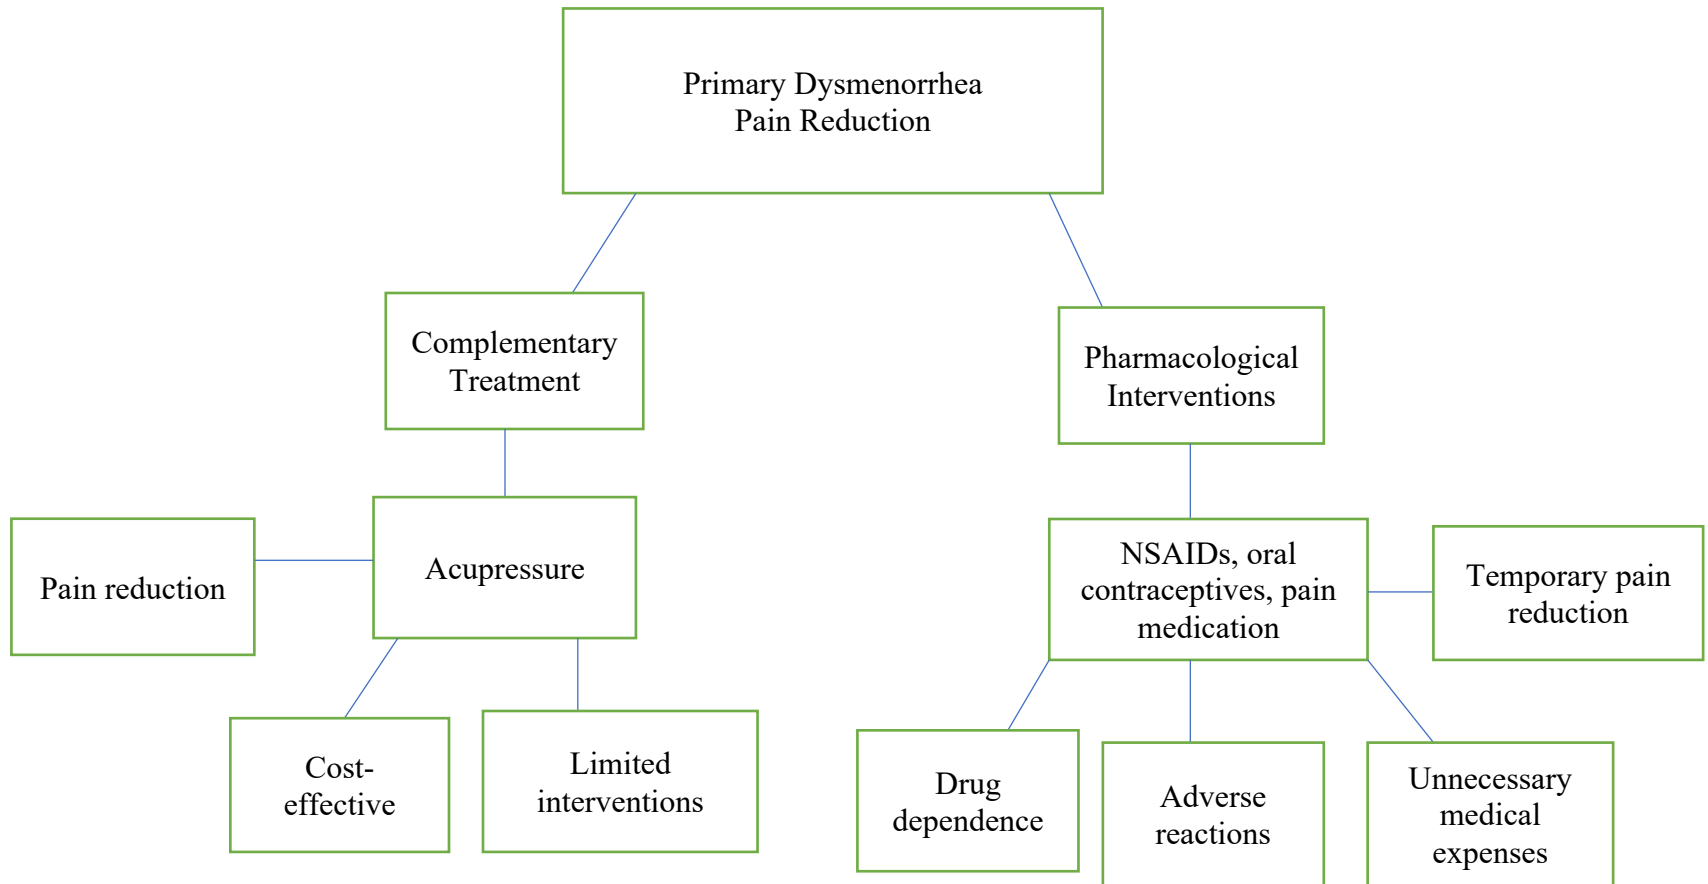 Primary Dysmenorrhea
Pain Reduction
Complementary
Treatment
Pharmacological
Interventions
Pain reduction
Acupressure
NSAIDs, oral
contraceptives, pain
medication
Temporary pain
reduction
Cost-
effective
Limited
interventions
Drug
dependence
Adverse
reactions
Unnecessary
medical
expenses